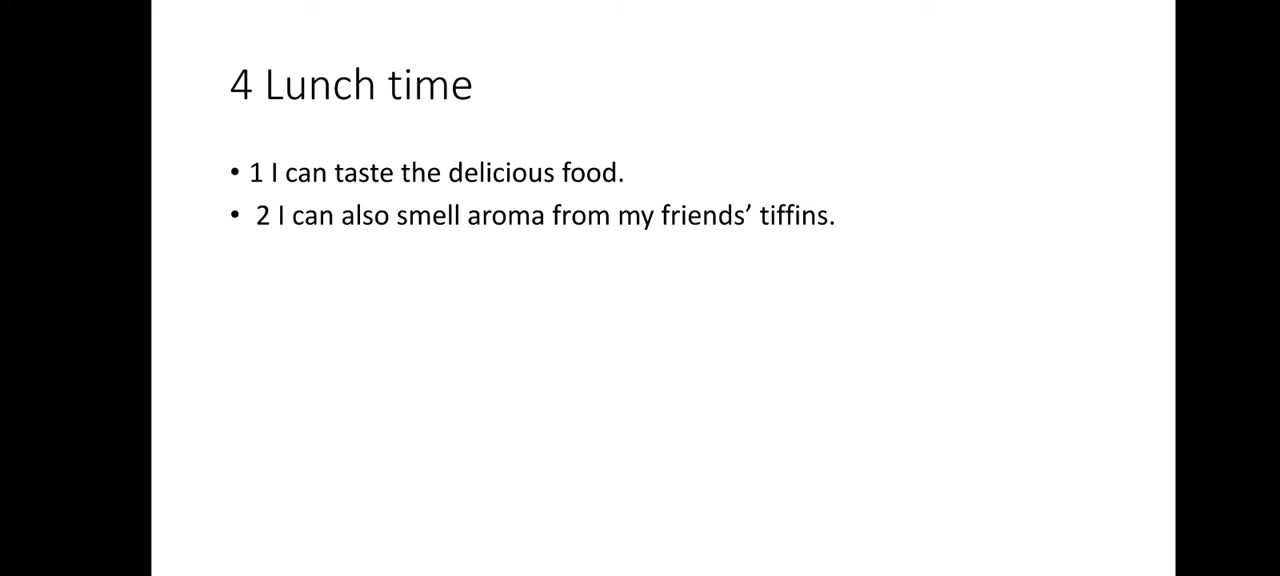 4 Lunch time
• 1 I can taste the delicious food.
• 2 I can also smell aroma from my friends’ tiffins.